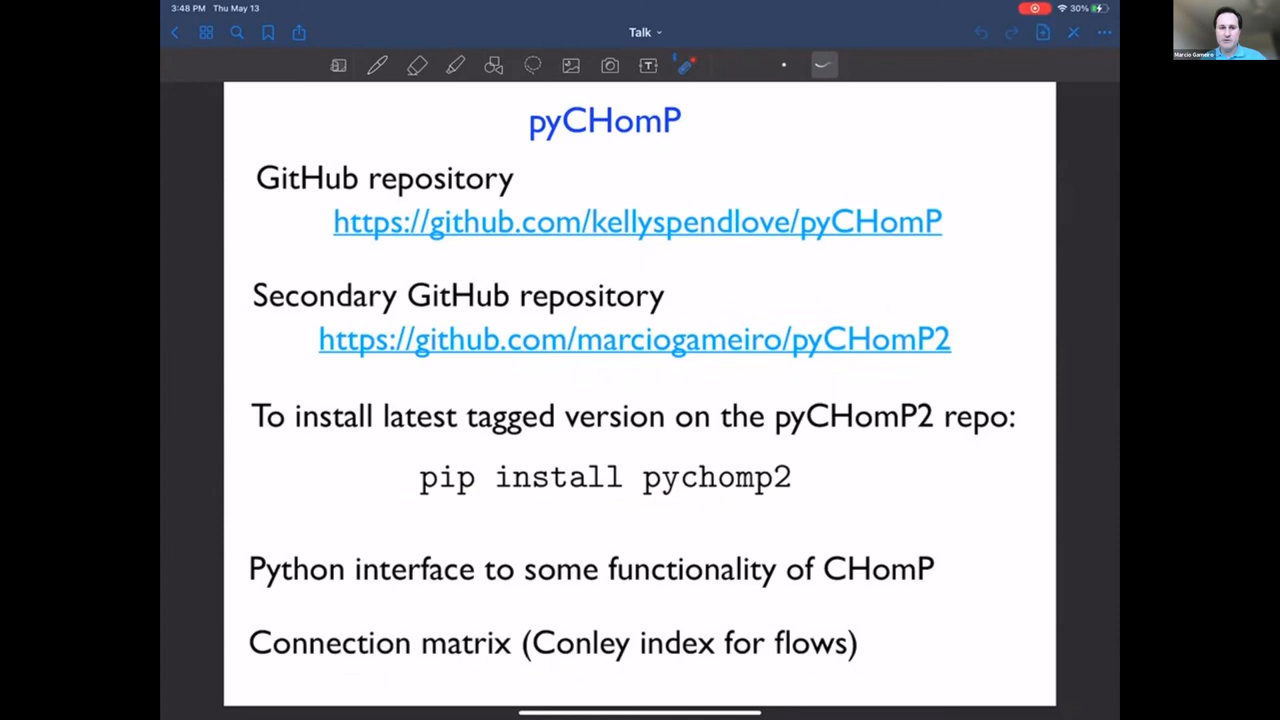 3:48 PM Thu May 13
30%
Talk
T
Marcio Gameiro
pyCHomP
GitHub repository
https://github.com/kellyspendlove/pyCHomP
Secondary GitHub repository
https://github.com/marciogameiro/pyCHomP2
To install latest tagged version on the pyCHomP2 repo:
pip install pychomp2
Python interface to some functionality of CHomP
Connection matrix (Conley index for flows)